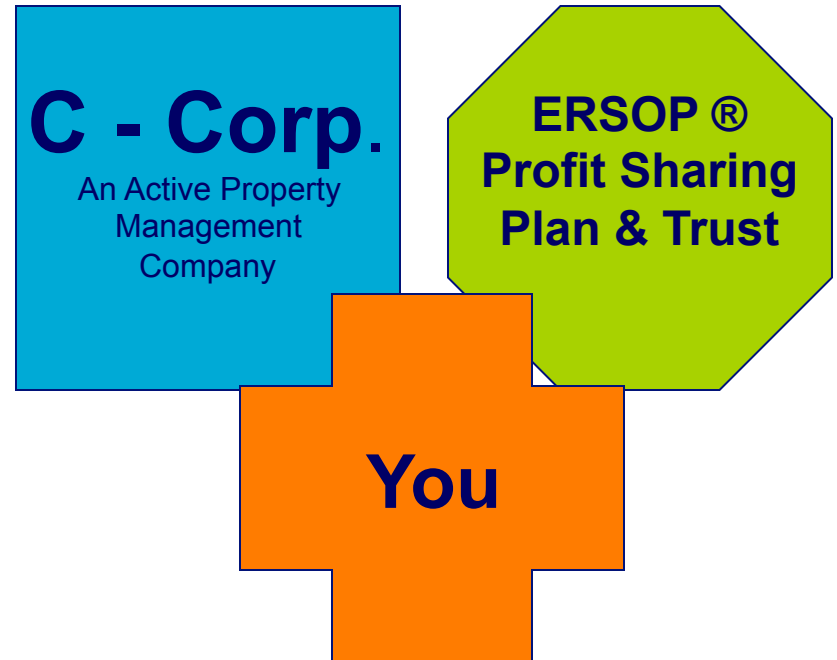 C - Corp.
An Active Property
Management
Company
ERSOP ®
Profit Sharing
Plan & Trust
You